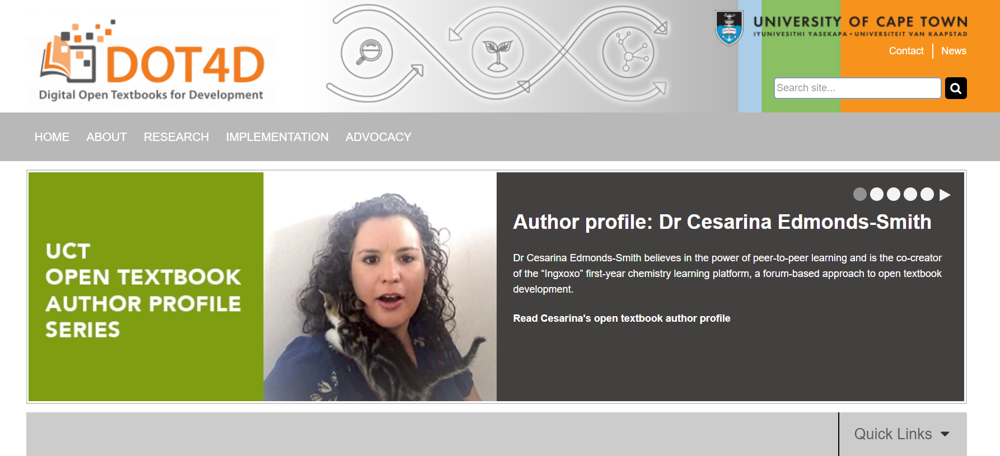 DOT4D
Digital Open Textbooks for Development
UNIVERSITY OF CAPE TOWN
IYUNIVESITHI YASEKAPA • UNIVERSITEIT VAN KAAPSTAD
Contact
News
Search site...
HOME
ABOUT
RESEARCH
IMPLEMENTATION
ADVOCACY
UCT
OPEN TEXTBOOK
AUTHOR PROFILE
SERIES
Author profile: Dr Cesarina Edmonds-Smith
Dr Cesarina Edmonds-Smith believes in the power of peer-to-peer learning and is the co-creator
of the “Ingxoxo” first-year chemistry learning platform, a forum-based approach to open textbook
development.
Read Cesarina's open textbook author profile
Quick Links